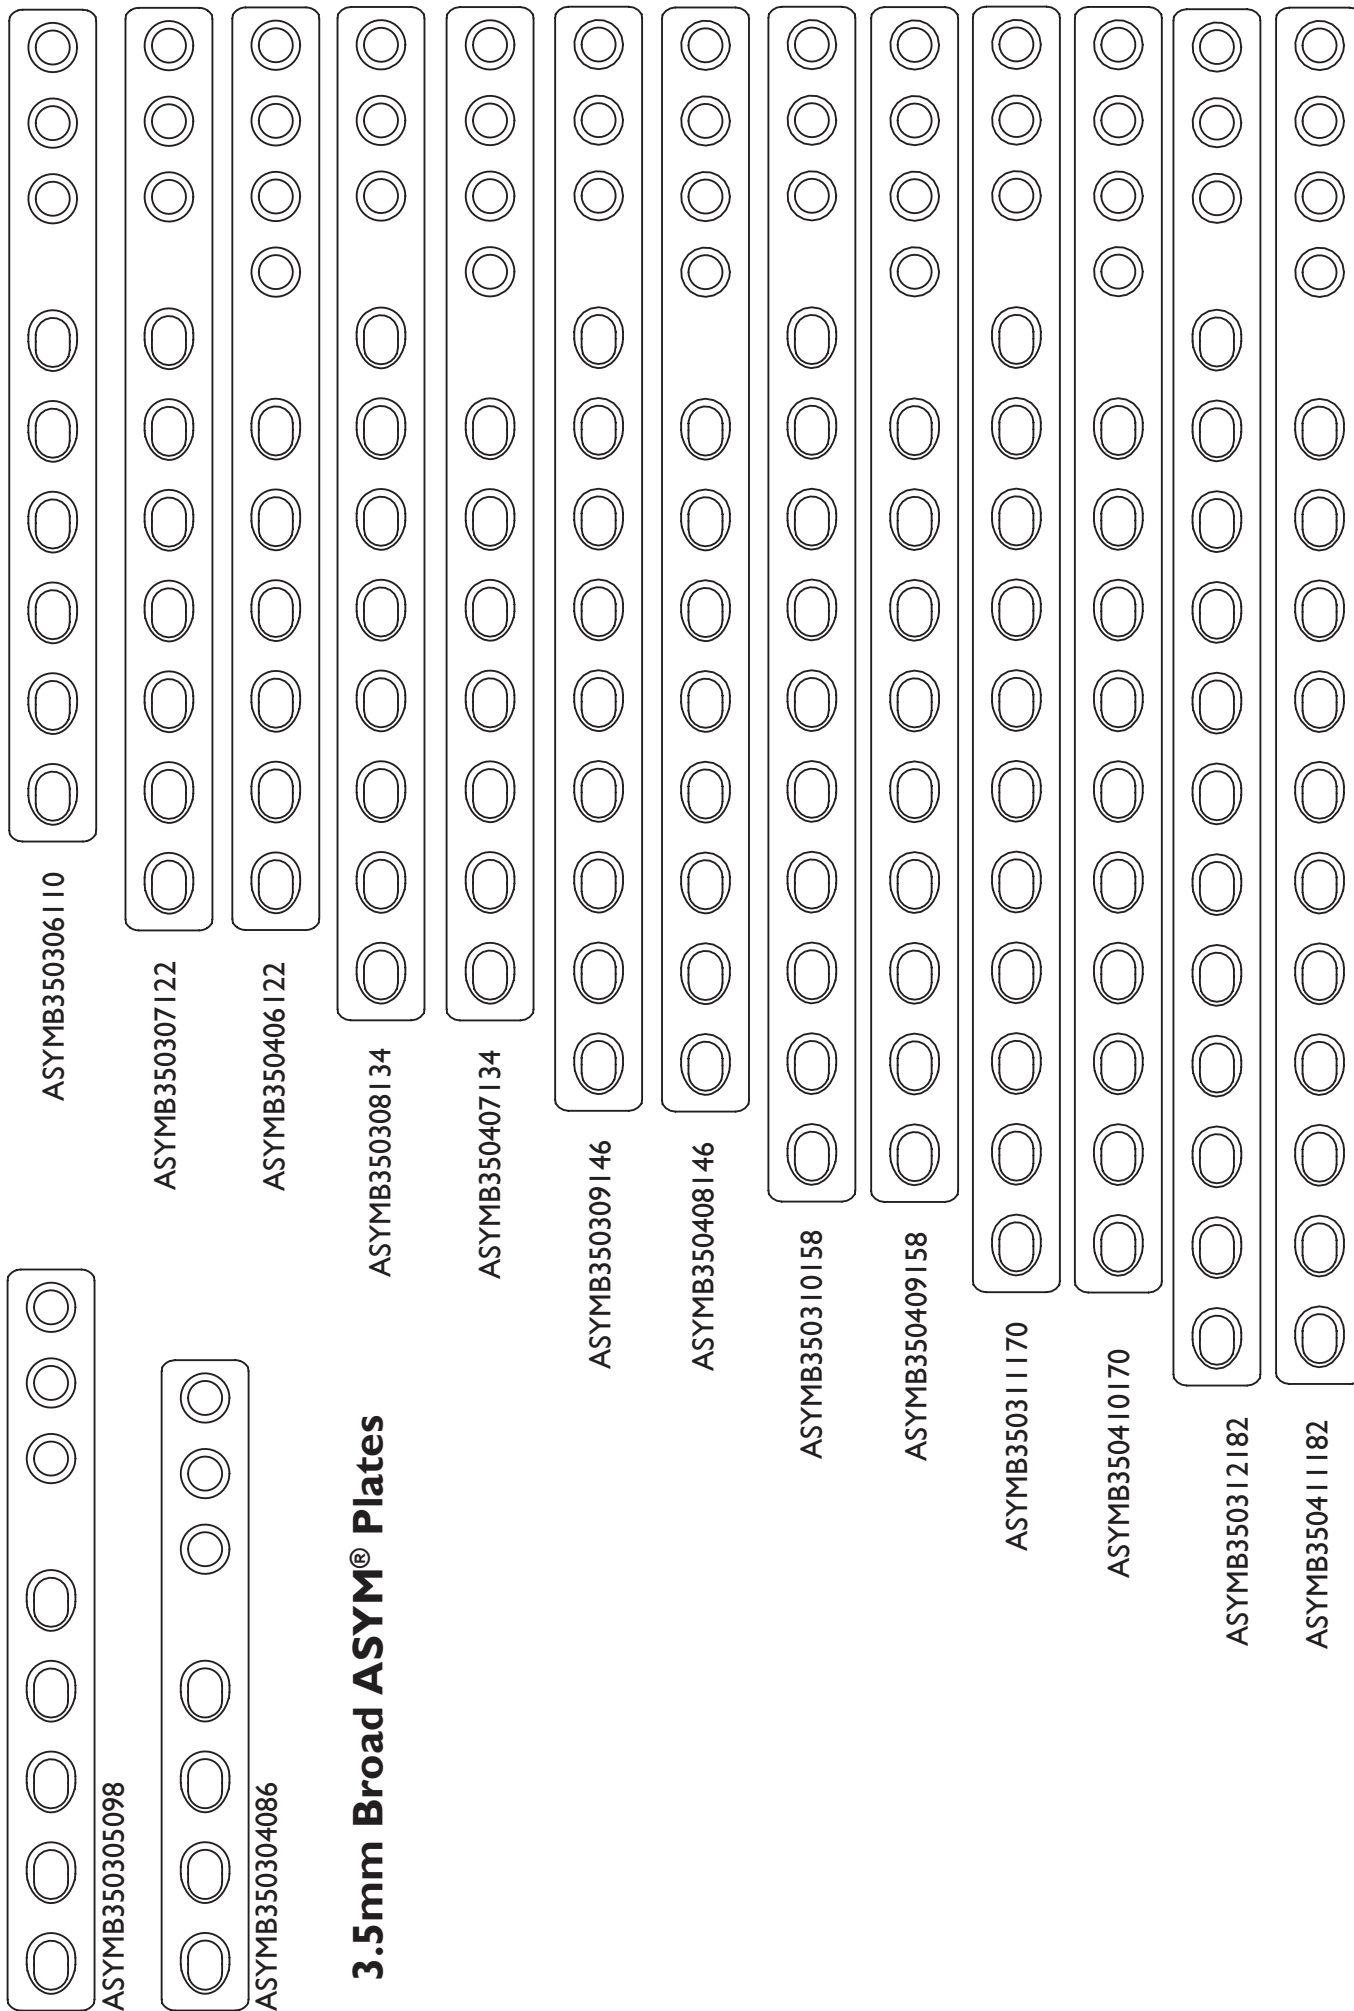 3.5mm Broad ASYM® Plates
ASYMB350304086
ASYMB350305098
ASYMB350306110
ASYMB350307122
ASYMB350406122
ASYMB350308134
ASYMB350407134
ASYMB350309146
ASYMB350408146
ASYMB350310158
ASYMB350409158
ASYMB350311170
ASYMB350410170
ASYMB350312182
ASYMB350411182